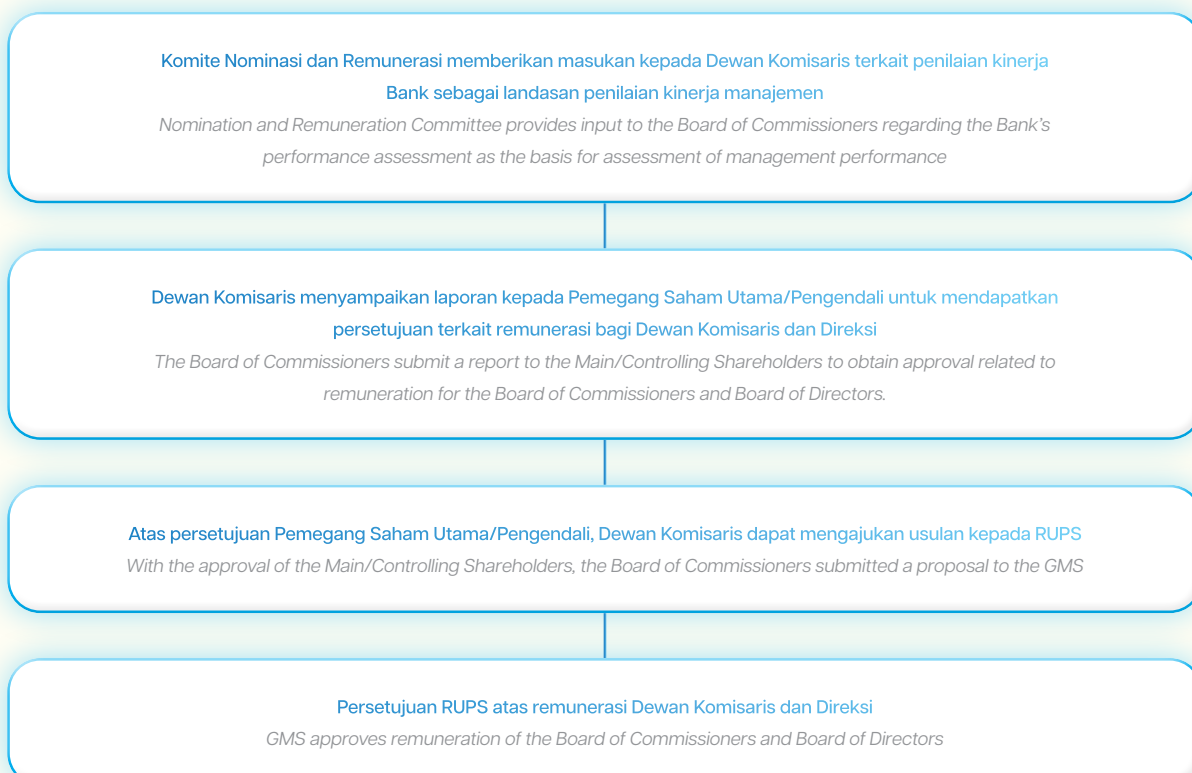 Komite Nominasi dan Remunerasi memberikan masukan kepada Dewan Komisaris terkait penilaian kinerja
Bank sebagai landasan penilaian kinerja manajemen
Nomination and Remuneration Committee provides input to the Board of Commissioners regarding the Bank's
performance assessment as the basis for assessment of management performance
Dewan Komisaris menyampaikan laporan kepada Pemegang Saham Utama/Pengendali untuk mendapatkan
persetujuan terkait remunerasi bagi Dewan Komisaris dan Direksi
The Board of Commissioners submit a report to the Main/Controlling Shareholders to obtain approval related to
remuneration for the Board of Commissioners and Board of Directors.
Atas persetujuan Pemegang Saham Utama/Pengendali, Dewan Komisaris dapat mengajukan usulan kepada RUPS
With the approval of the Main/Controlling Shareholders, the Board of Commissioners submitted a proposal to the GMS
Persetujuan RUPS atas remunerasi Dewan Komisaris dan Direksi
GMS approves remuneration of the Board of Commissioners and Board of Directors